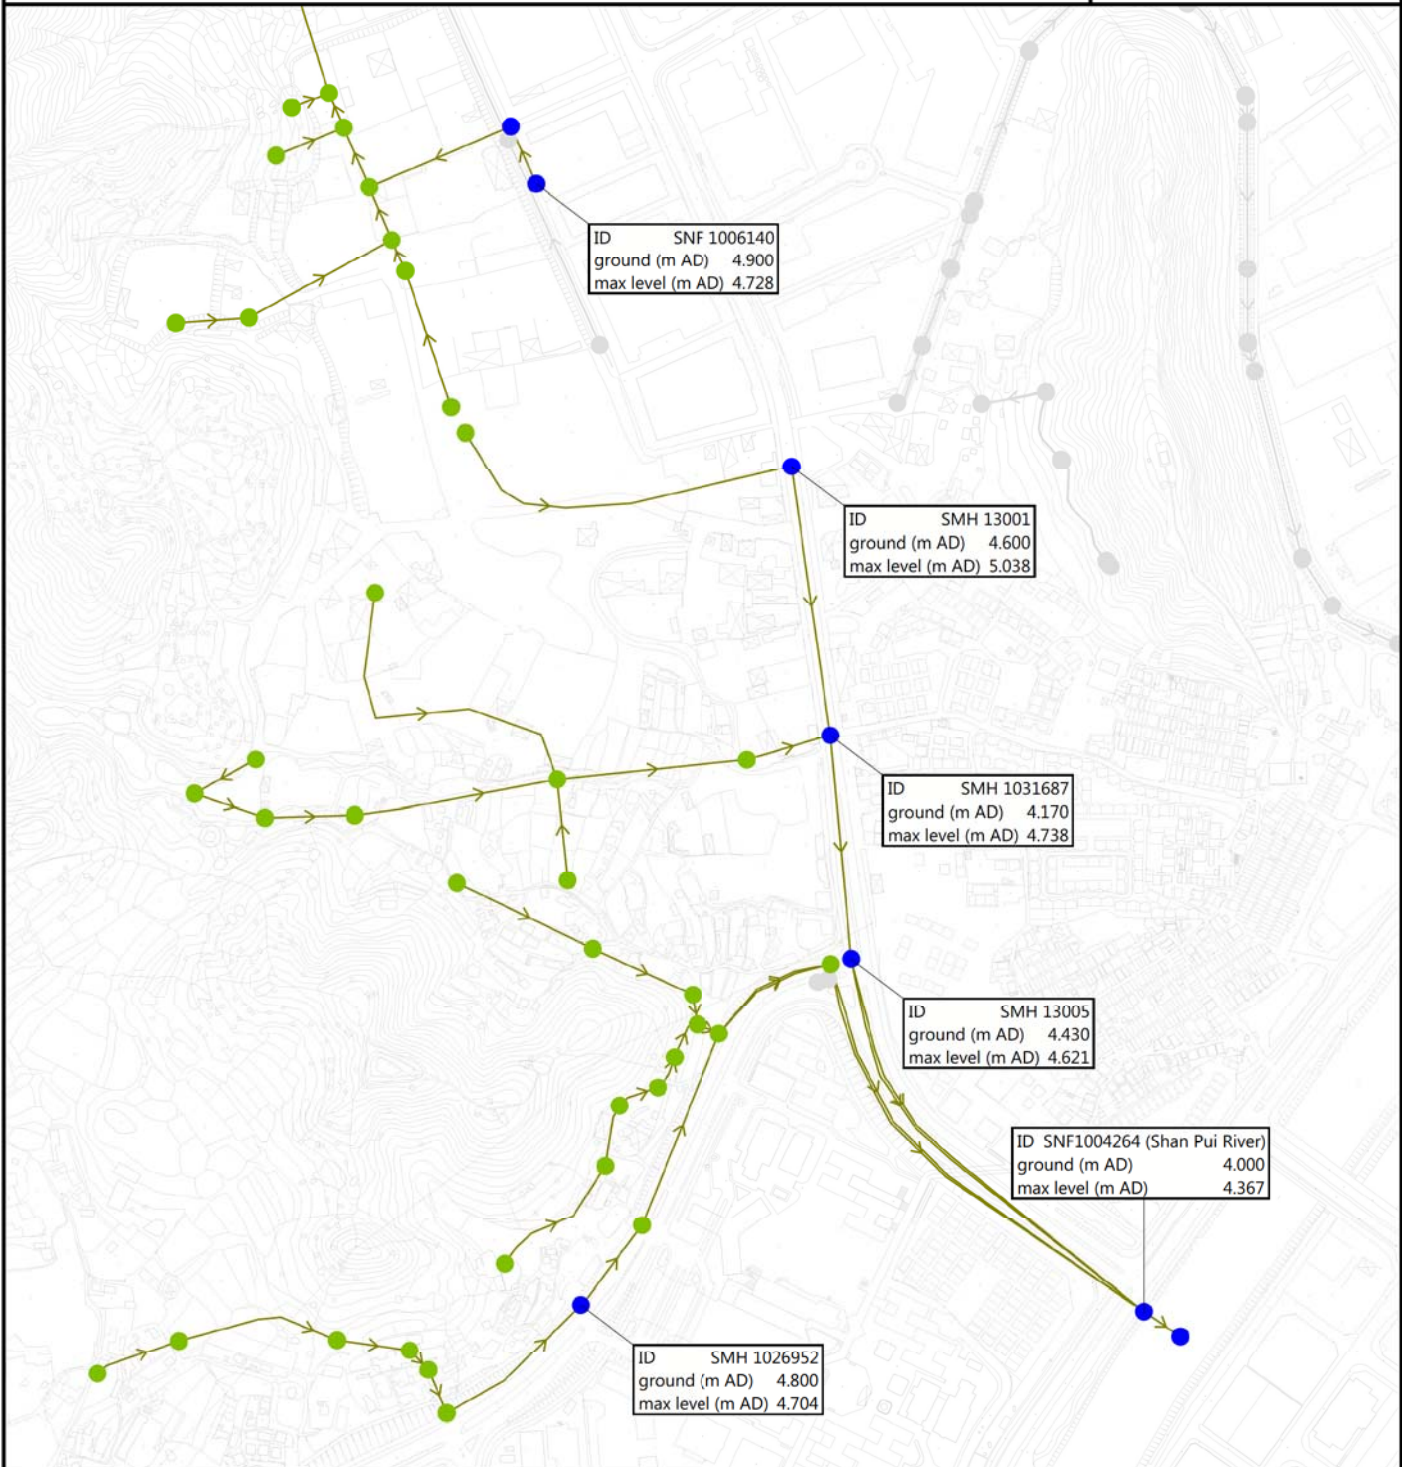 ID SNF 1006140
ground (m AD) 4.900
max level (m AD) 4.728
ID SMH 13001
ground (m AD) 4.600
max level (m AD) 5.038
ID SMH 1031687
ground (m AD) 4.170
max level (m AD) 4.738
ID SMH 13005
ground (m AD) 4.430
max level (m AD) 4.621
ID SNF1004264 (Shan Pui River)
ground (m AD) 4.000
max level (m AD) 4.367
ID SMH 1026952
ground (m AD) 4.800
max level (m AD) 4.704